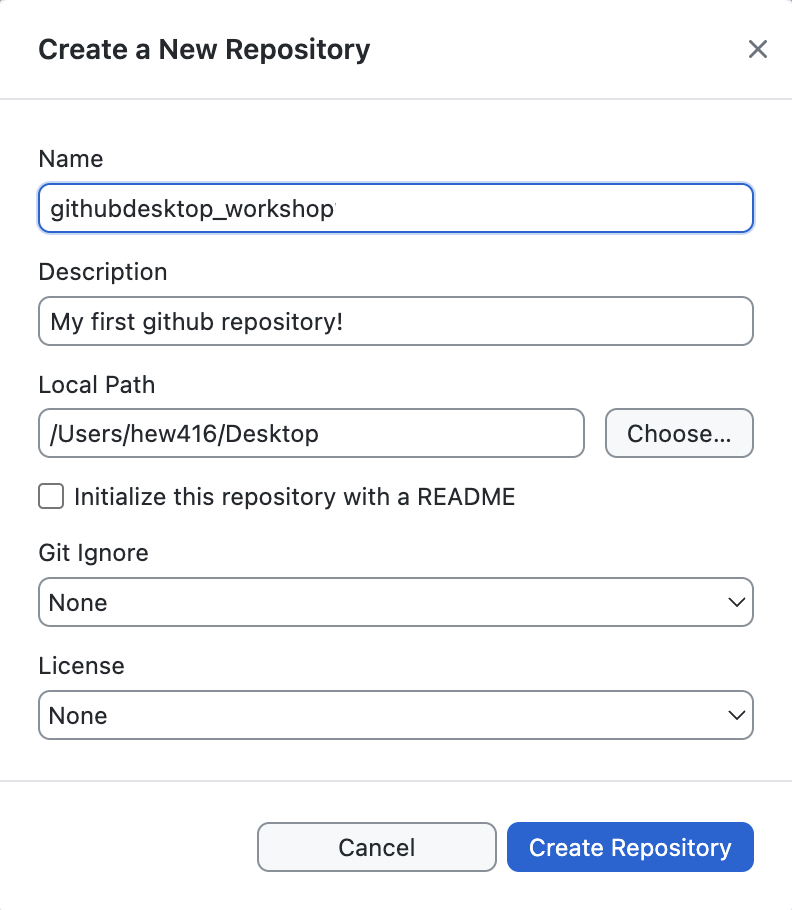 Create a New Repository
Name
githubdesktop_workshop
Description
My first github repository!
Local Path
/Users/hew416/Desktop
Choose...
Initialize this repository with a README
Git Ignore
None
License
None
Cancel
Create Repository